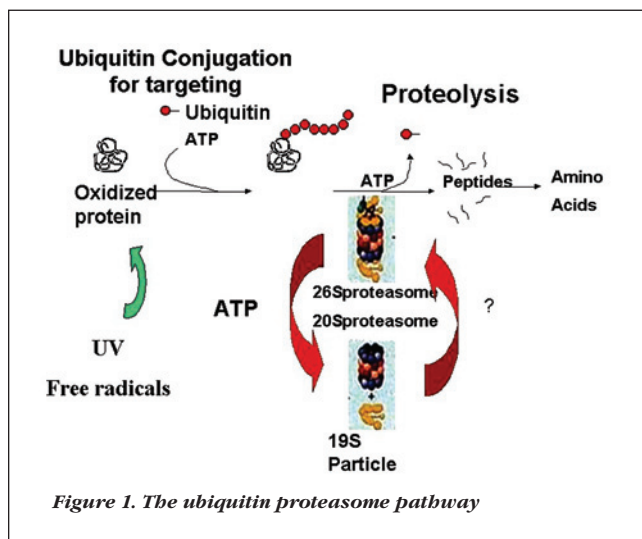 Ubiquitin Conjugation
for targeting
Ubiquitin
ATP
Proteolysis
Oxidized
protein
ATP
Peptides
Amino
Acids
ATP
26Sproteasome
20Sproteasome
?
UV
Free radicals
+
19S
Particle
Figure 1. The ubiquitin proteasome pathway